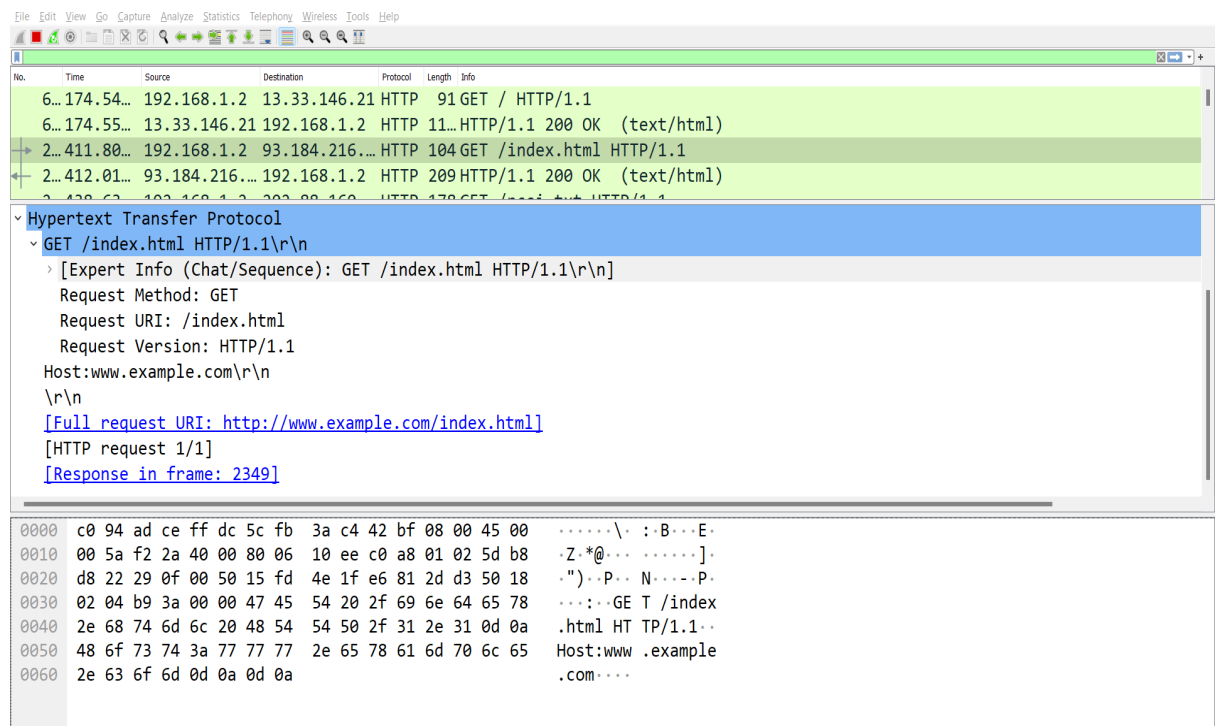 File Edit View Go Capture Analyze Statistics Telephony Wireless Tools Help
No. Time Source Destination Protocol Length Info
6… 174.54… 192.168.1.2 13.33.146.21 HTTP 91 GET / HTTP/1.1
6… 174.55… 13.33.146.21 192.168.1.2 HTTP 11… HTTP/1.1 200 OK (text/html)
2… 411.80… 192.168.1.2 93.184.216.… HTTP 104 GET /index.html HTTP/1.1
2… 412.01… 93.184.216.… 192.168.1.2 HTTP 209 HTTP/1.1 200 OK (text/html)
192.168.1.2 HTTP GET HTTP/1.1
Hypertext Transfer Protocol
GET /index.html HTTP/1.1\r\n
[Expert Info (Chat/Sequence): GET /index.html HTTP/1.1\r\n]
Request Method: GET
Request URI: /index.html
Request Version: HTTP/1.1
Host:www.example.com\r\n
\r\n
[Full request URI: http://www.example.com/index.html]
[HTTP request 1/1]
[Response in frame: 2349]
0000 c0 94 ad ce ff dc 5c fb 3a c4 42 bf 08 00 45 00 ······\· :·B···E·
0010 00 5a f2 2a 40 00 80 06 10 ee c0 a8 01 02 5d b8 ·Z·*@··· ······]·
0020 d8 22 29 0f 00 50 15 fd 4e 1f e6 81 2d d3 50 18 ·")··P·· N···-·P·
0030 02 04 b9 3a 00 00 47 45 54 20 2f 69 6e 64 65 78 ···:··GE T /index
0040 2e 68 74 6d 6c 20 48 54 54 50 2f 31 2e 31 0d 0a .html HT TP/1.1··
0050 48 6f 73 74 3a 77 77 77 2e 65 78 61 6d 70 6c 65 Host:www .example
0060 2e 63 6f 6d 0d 0a 0d 0a .com····